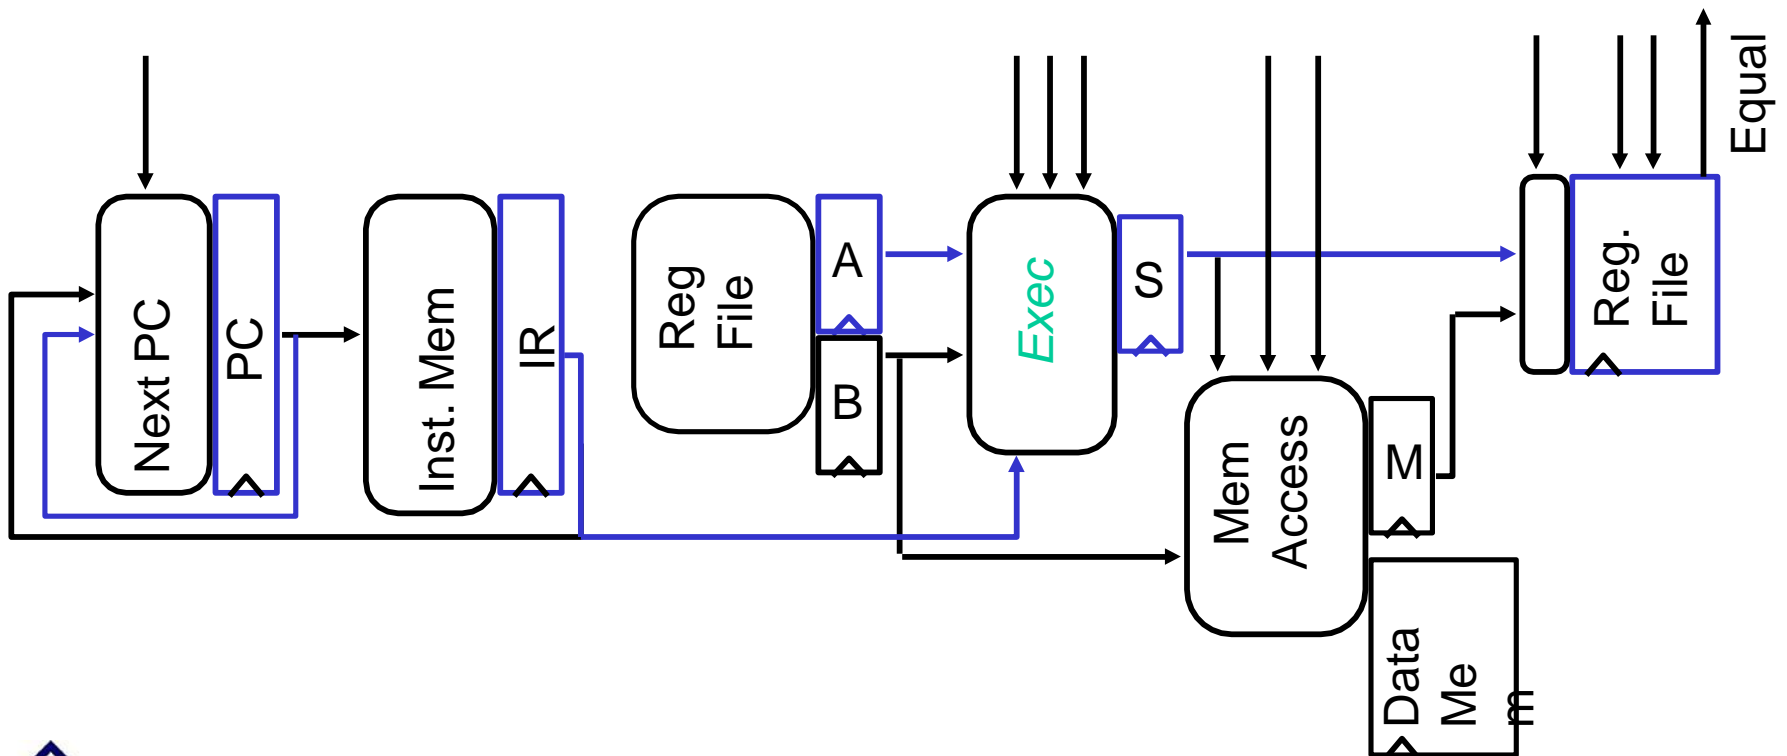 Next PC
PC
Inst. Mem
IR
Reg
File
A
B
Exec
S
Mem
Access
M
Data
Me
m
Reg.
File
Equal